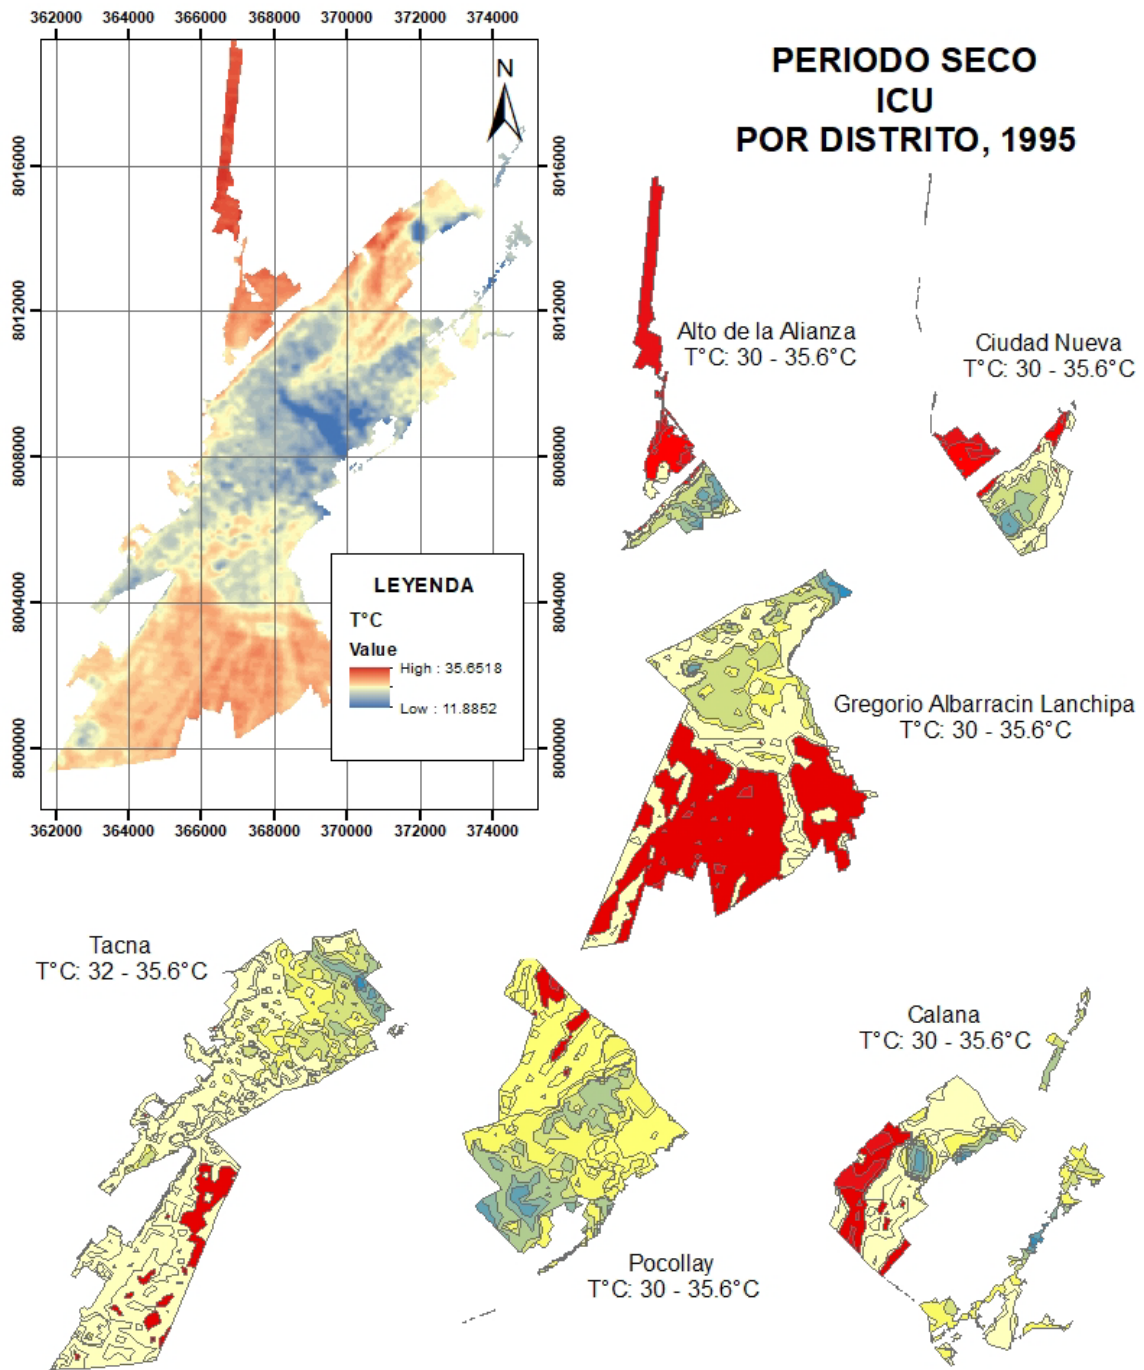 362000 364000 366000 368000 370000 372000 374000
N
PERIODO SECO
ICU
POR DISTRITO, 1995
8016000 8016000
8012000 8012000
8008000 8008000
8004000 8004000
8000000 8000000
LEYENDA
T°C
Value
High : 35.6518
Low : 11.8852
362000 364000 366000 368000 370000 372000 374000
Alto de la Alianza
T°C: 30 - 35.6°C
Ciudad Nueva
T°C: 30 - 35.6°C
Gregorio Albarracin Lanchipa
T°C: 30 - 35.6°C
Tacna
T°C: 32 - 35.6°C
Pocollay
T°C: 30 - 35.6°C
Calana
T°C: 30 - 35.6°C